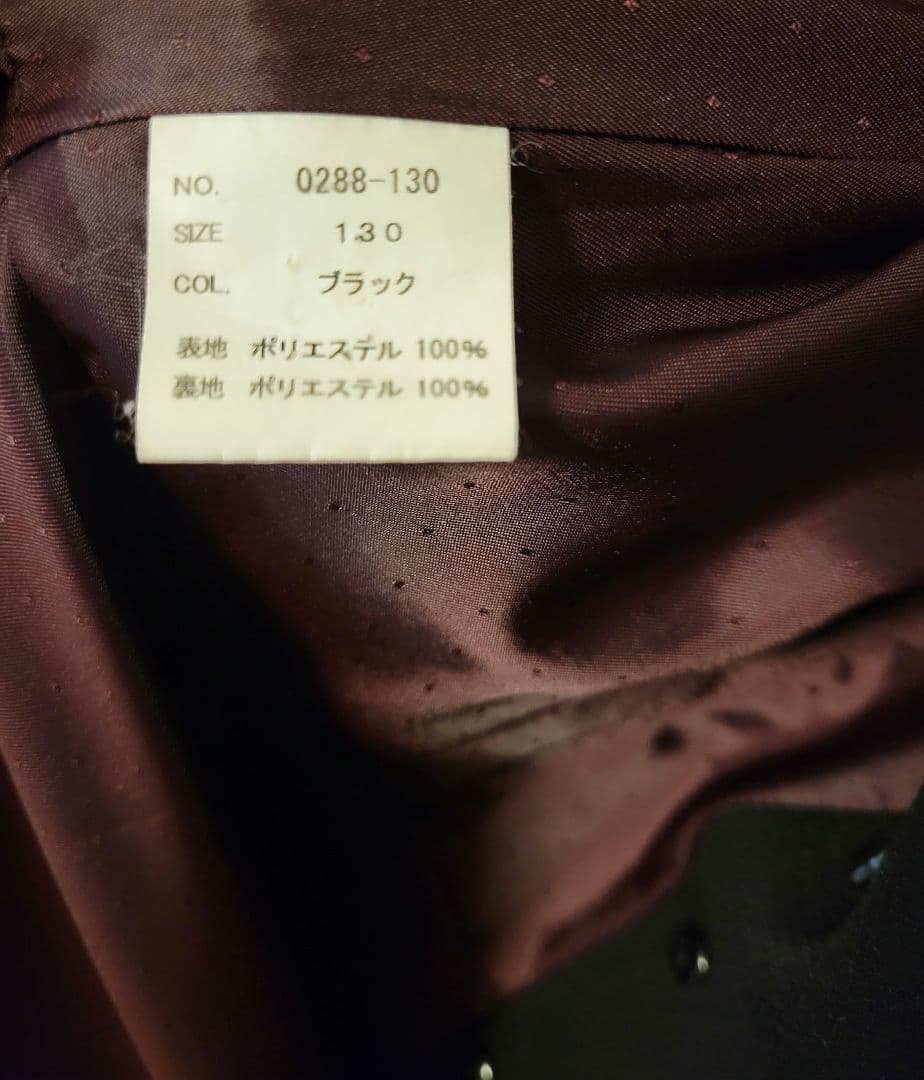 NO. 0288-130
SIZE 130
COL. ブラック
表地 ポリエステル 100%
裏地 ポリエステル 100%